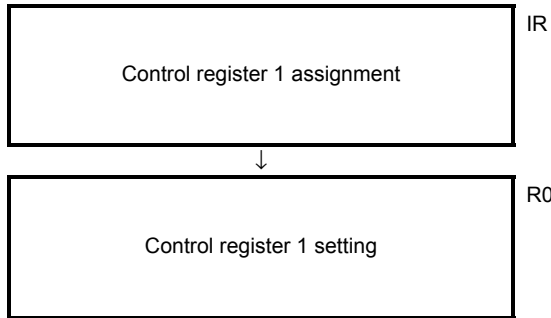 IR
Control register 1 assignment
↓
R0
Control register 1 setting